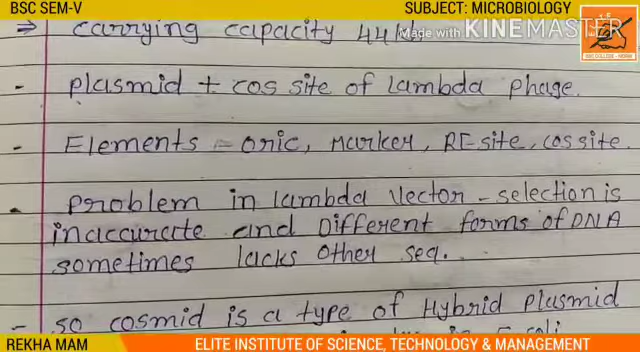 BSC SEM-V
SUBJECT: MICROBIOLOGY
⇒ carrying capacity 44
Made with KINEMASTER
- plasmid + cos site of lambda phage.
- Elements = oric, marker, RE-site, cos site.
- problem in lambda vector - selection is
inaccurate and Different forms of DNA
sometimes lacks other seq.
- so cosmid is a type of Hybrid plasmid
REKHA MAM
ELITE INSTITUTE OF SCIENCE, TECHNOLOGY & MANAGEMENT